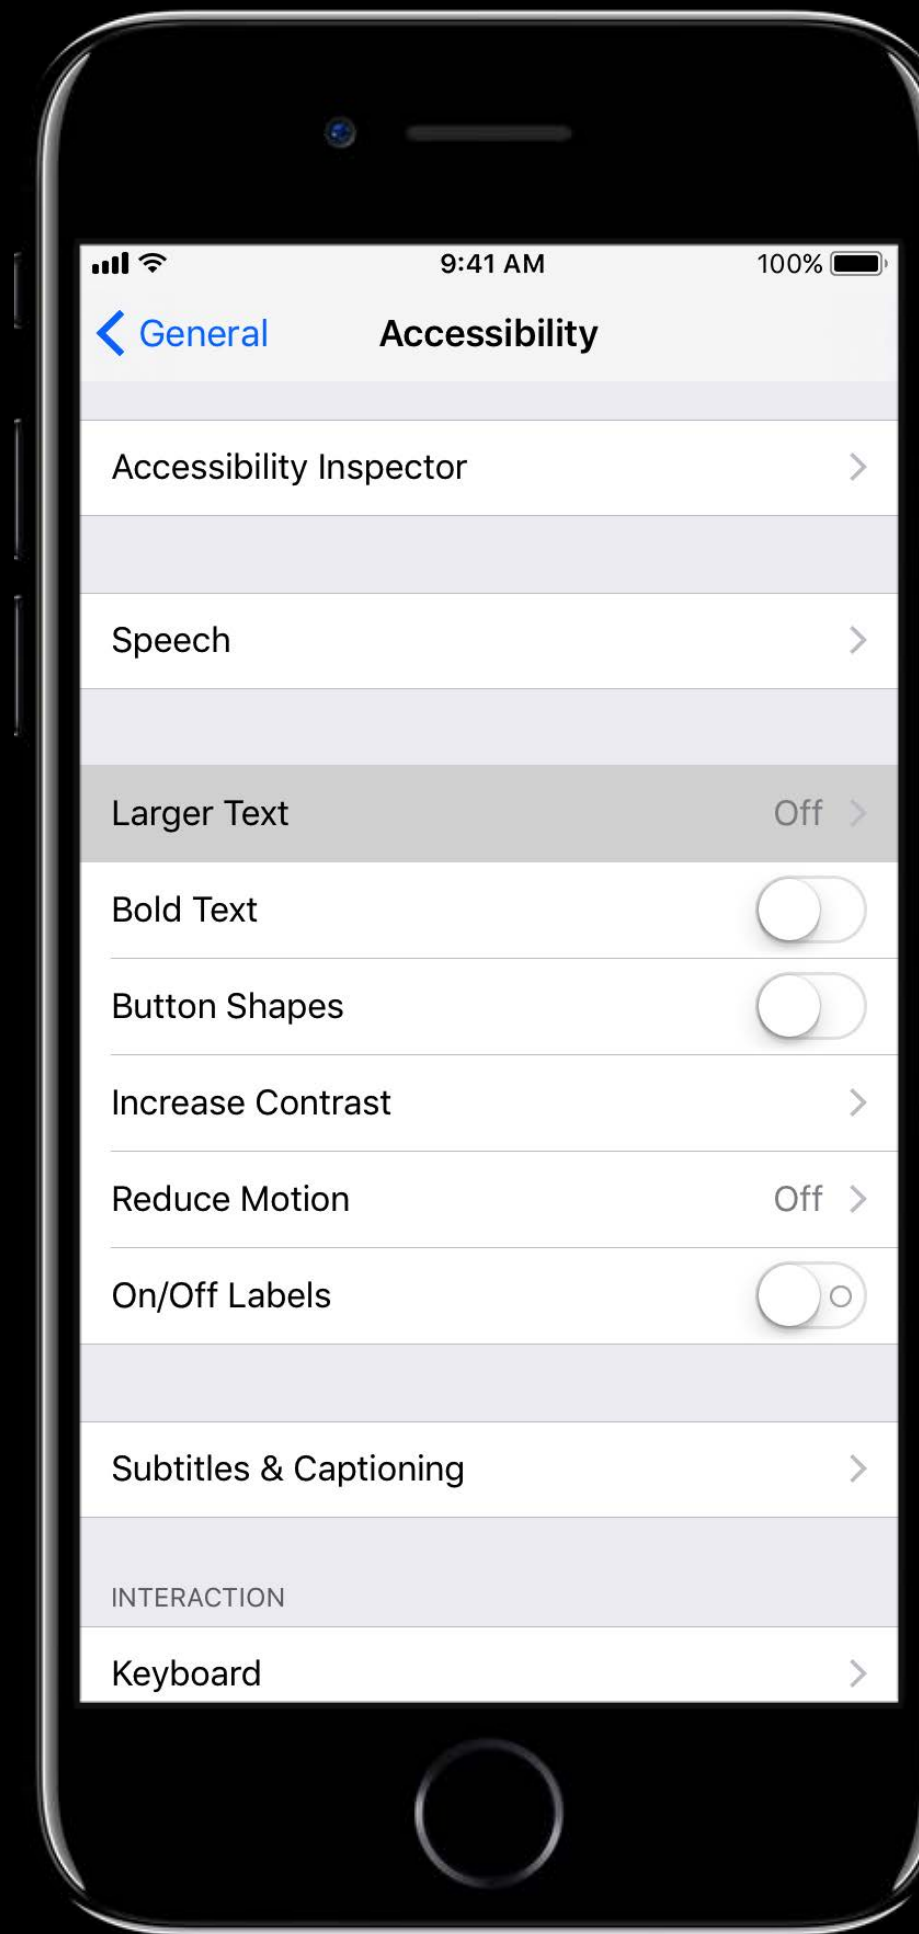 9:41 AM 100%
General Accessibility
Accessibility Inspector
Speech
Larger Text Off
Bold Text
Button Shapes
Increase Contrast
Reduce Motion Off
On/Off Labels
Subtitles & Captioning
INTERACTION
Keyboard